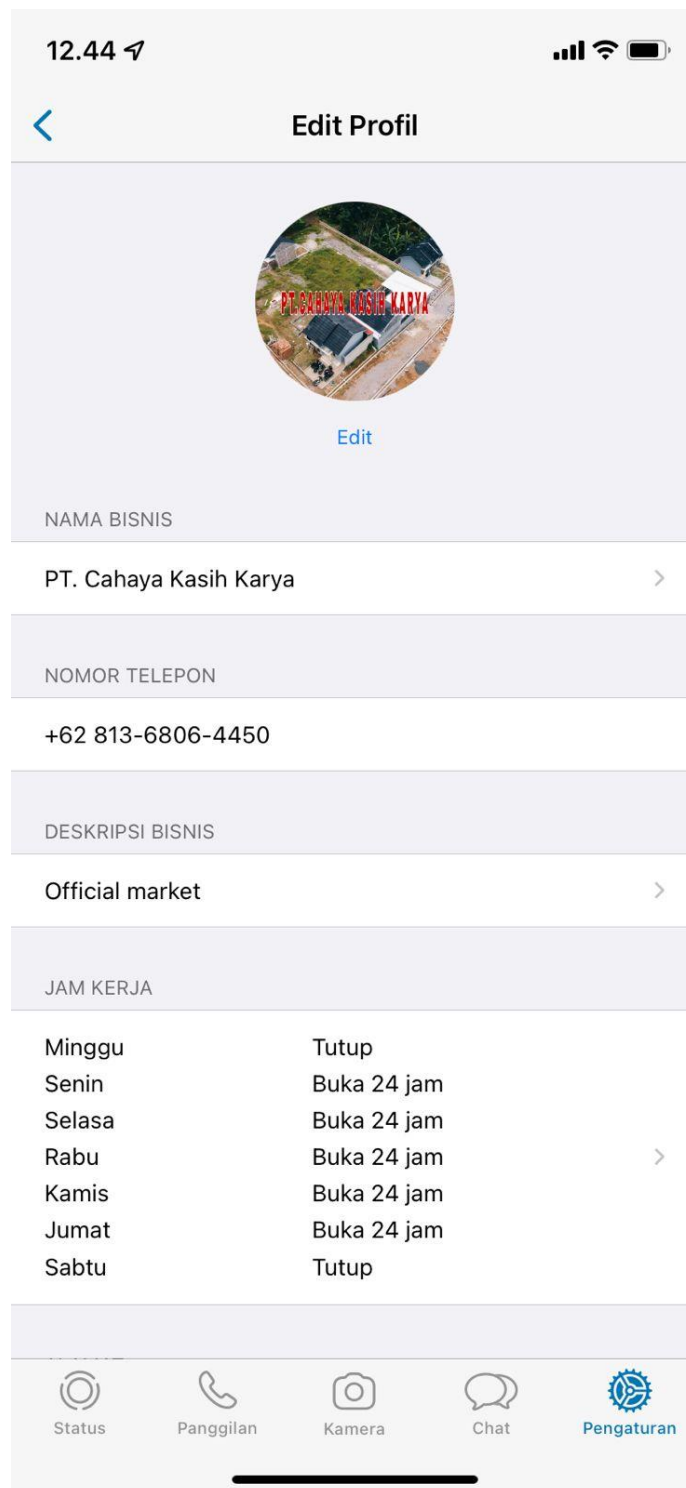 12.44
Edit Profil
PT.CAHAYA KASIH KARYA
Edit
NAMA BISNIS
PT. Cahaya Kasih Karya
NOMOR TELEPON
+62 813-6806-4450
DESKRIPSI BISNIS
Official market
JAM KERJA
Minggu Tutup
Senin Buka 24 jam
Selasa Buka 24 jam
Rabu Buka 24 jam
Kamis Buka 24 jam
Jumat Buka 24 jam
Sabtu Tutup
Status Panggilan Kamera Chat Pengaturan